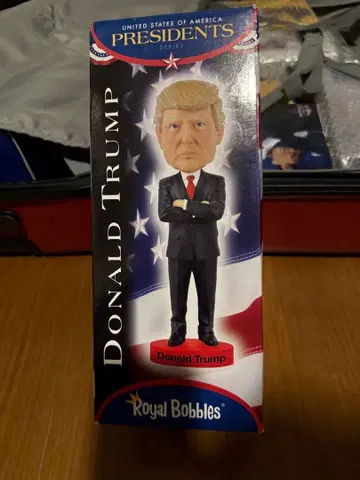 UNITED STATES OF AMERICA
PRESIDENTS
SERIES
DONALD TRUMP
Donald Trump
Royal Bobbles®